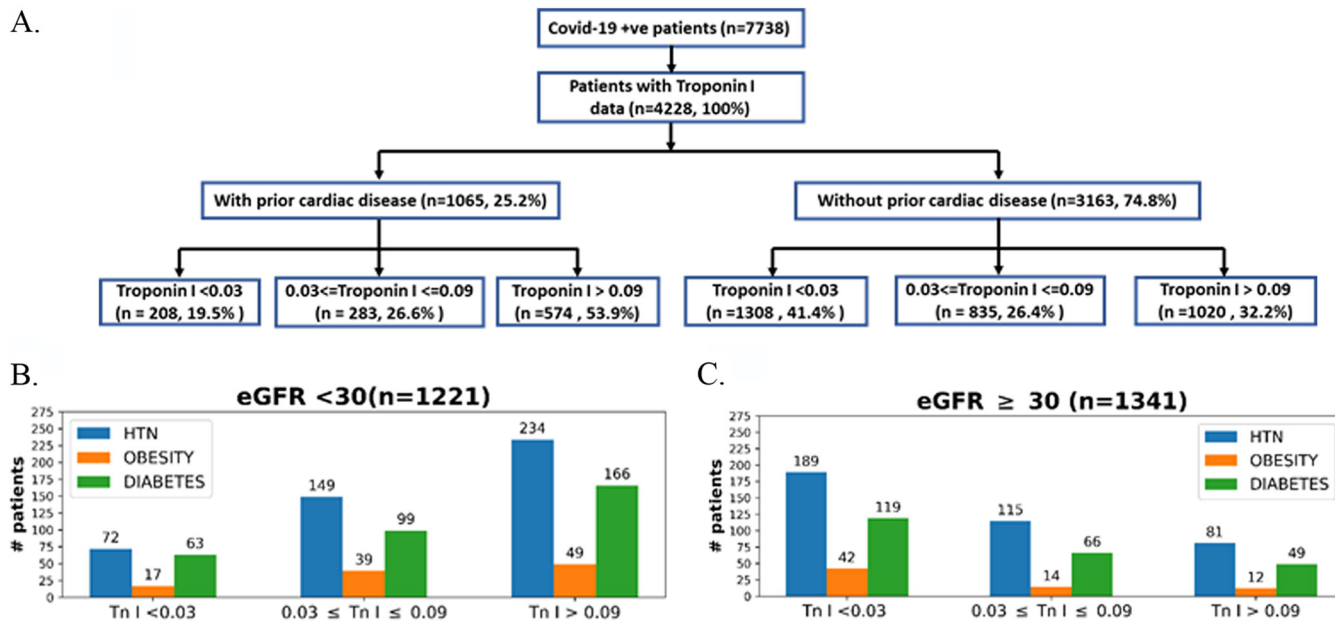 A.
Covid-19 +ve patients (n=7738)
Patients with Troponin I
data (n=4228, 100%)
With prior cardiac disease (n=1065, 25.2%)
Without prior cardiac disease (n=3163, 74.8%)
Troponin I <0.03
(n = 208, 19.5% )
0.03<=Troponin I <=0.09
(n = 283, 26.6% )
Troponin I > 0.09
(n=574 , 53.9%)
Troponin I <0.03
(n =1308 , 41.4% )
0.03<=Troponin I <=0.09
(n = 835, 26.4% )
Troponin I > 0.09
(n =1020 , 32.2%)
B.
eGFR <30(n=1221)
# patients
275
250
225
200
175
150
125
100
75
50
25
0
HTN
OBESITY
DIABETES
72
17
63
149
39
99
234
49
166
Tn I <0.03
0.03 ≤ Tn I ≤ 0.09
Tn I > 0.09
C.
eGFR ≥ 30 (n=1341)
# patients
275
250
225
200
175
150
125
100
75
50
25
0
HTN
OBESITY
DIABETES
189
42
119
115
14
66
81
12
49
Tn I <0.03
0.03 ≤ Tn I ≤ 0.09
Tn I > 0.09